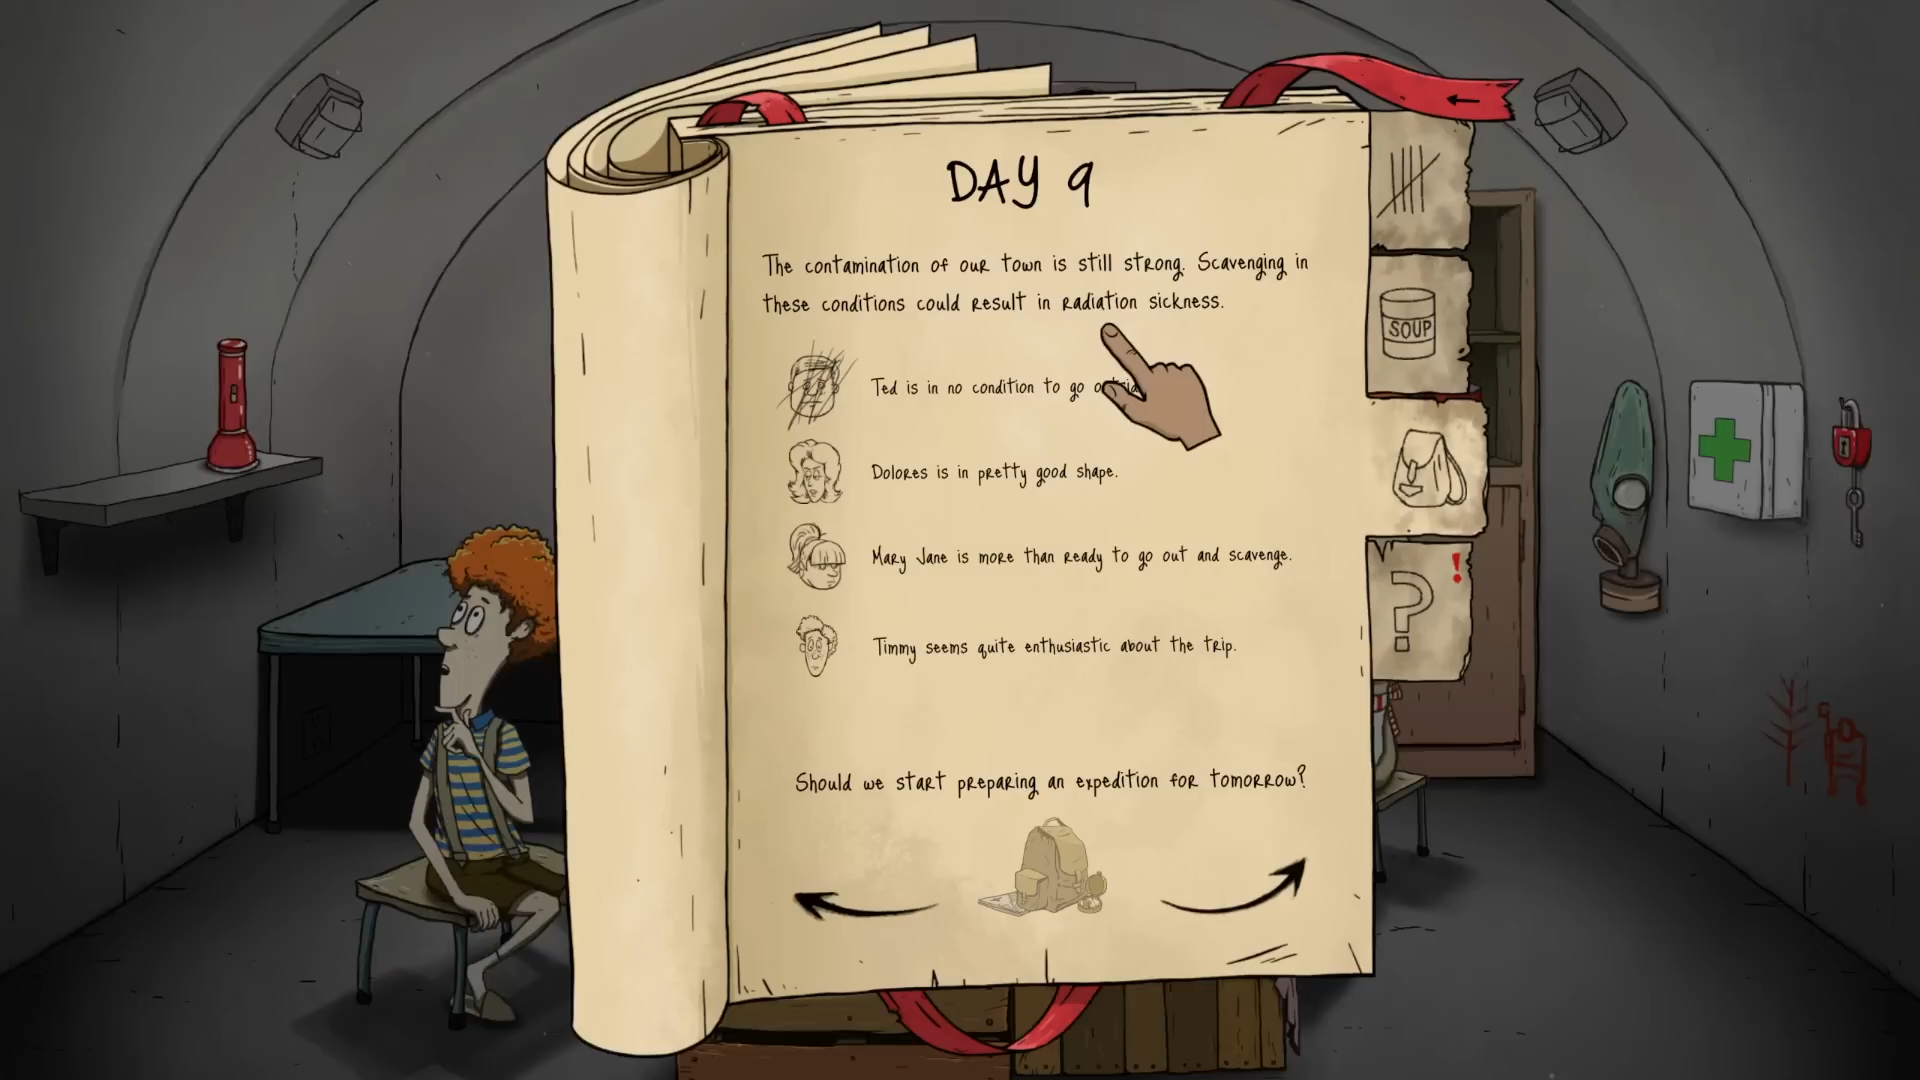 DAY 9
The contamination of our town is still strong. Scavenging in
these conditions could result in radiation sickness.
Ted is in no condition to go
Dolores is in pretty good shape.
Mary Jane is more than ready to go out and scavenge.
Timmy seems quite enthusiastic about the trip.
Should we start preparing an expedition for tomorrow?
SOUP
!
?